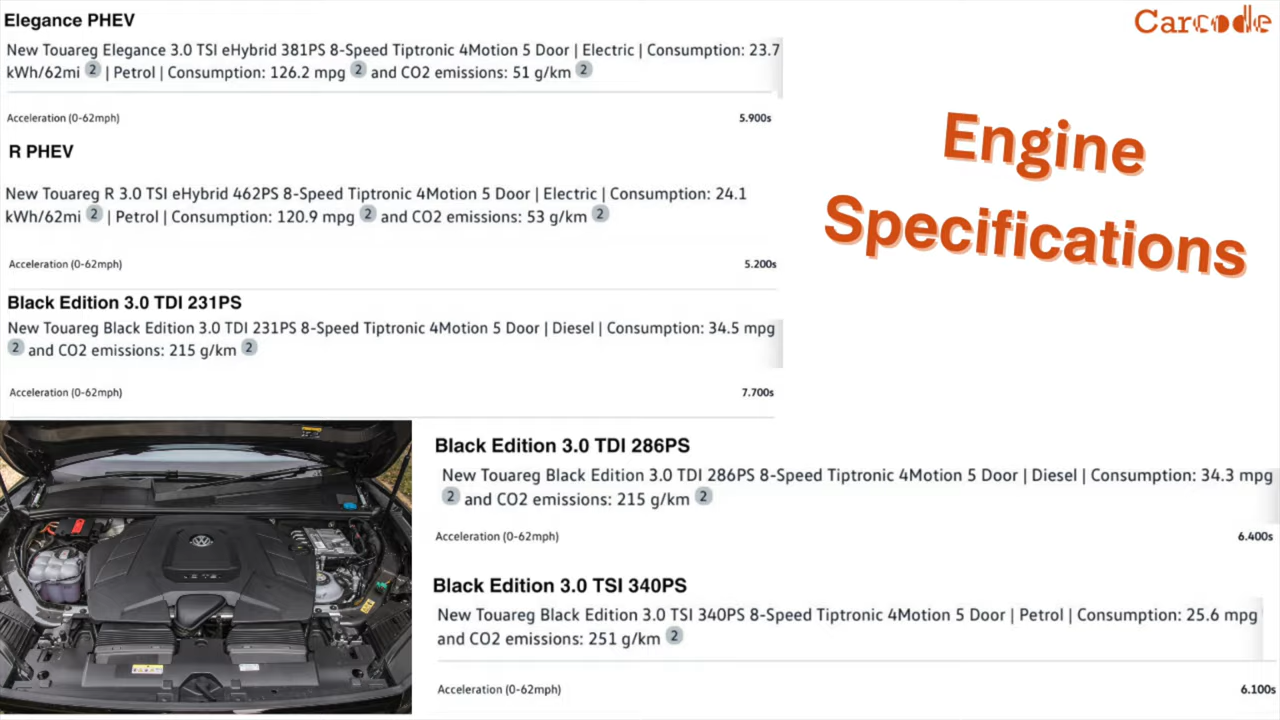 Elegance PHEV
New Touareg Elegance 3.0 TSI eHybrid 381PS 8-Speed Tiptronic 4Motion 5 Door | Electric | Consumption: 23.7
kWh/62mi 2 | Petrol | Consumption: 126.2 mpg 2 and CO2 emissions: 51 g/km 2
Acceleration (0-62mph) 5.900s
R PHEV
New Touareg R 3.0 TSI eHybrid 462PS 8-Speed Tiptronic 4Motion 5 Door | Electric | Consumption: 24.1
kWh/62mi 2 | Petrol | Consumption: 120.9 mpg 2 and CO2 emissions: 53 g/km 2
Acceleration (0-62mph) 5.200s
Black Edition 3.0 TDI 231PS
New Touareg Black Edition 3.0 TDI 231PS 8-Speed Tiptronic 4Motion 5 Door | Diesel | Consumption: 34.5 mpg
2 and CO2 emissions: 215 g/km 2
Acceleration (0-62mph) 7.700s
Carcode
Engine
Specifications
Black Edition 3.0 TDI 286PS
New Touareg Black Edition 3.0 TDI 286PS 8-Speed Tiptronic 4Motion 5 Door | Diesel | Consumption: 34.3 mpg
2 and CO2 emissions: 215 g/km 2
Acceleration (0-62mph) 6.400s
Black Edition 3.0 TSI 340PS
New Touareg Black Edition 3.0 TSI 340PS 8-Speed Tiptronic 4Motion 5 Door | Petrol | Consumption: 25.6 mpg
and CO2 emissions: 251 g/km 2
Acceleration (0-62mph) 6.100s